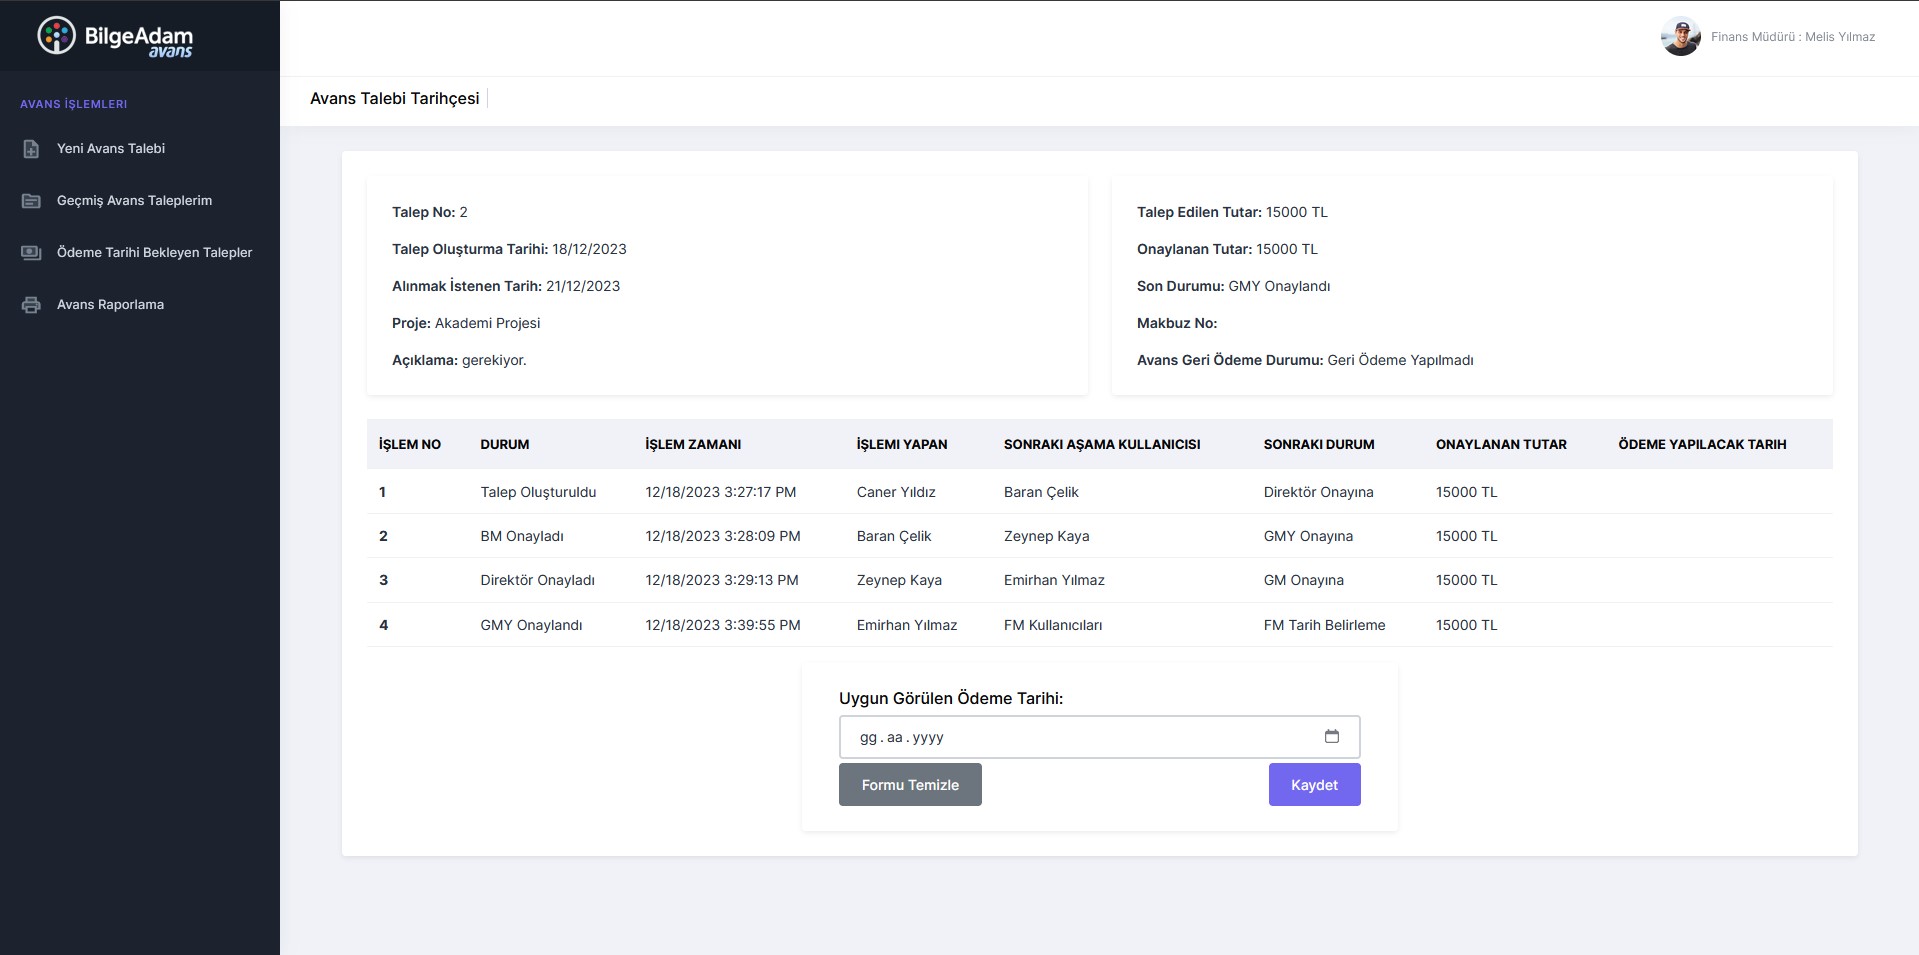 BilgeAdam
avans
Finans Müdürü : Melis Yılmaz
AVANS İŞLEMLERI
Yeni Avans Talebi
Geçmiş Avans Taleplerim
Ödeme Tarihi Bekleyen Talepler
Avans Raporlama
Avans Talebi Tarihçesi
Talep No: 2
Talep Oluşturma Tarihi: 18/12/2023
Alınmak İstenen Tarih: 21/12/2023
Proje: Akademi Projesi
Açıklama: gerekiyor.
Talep Edilen Tutar: 15000 TL
Onaylanan Tutar: 15000 TL
Son Durumu: GMY Onaylandı
Makbuz No:
Avans Geri Ödeme Durumu: Geri Ödeme Yapılmadı
İŞLEM NO DURUM İŞLEM ZAMANI İŞLEMI YAPAN SONRAKI AŞAMA KULLANICISI SONRAKI DURUM ONAYLANAN TUTAR ÖDEME YAPILACAK TARIH
1 Talep Oluşturuldu 12/18/2023 3:27:17 PM Caner Yıldız Baran Çelik Direktör Onayına 15000 TL
2 BM Onayladı 12/18/2023 3:28:09 PM Baran Çelik Zeynep Kaya GMY Onayına 15000 TL
3 Direktör Onayladı 12/18/2023 3:29:13 PM Zeynep Kaya Emirhan Yılmaz GM Onayına 15000 TL
4 GMY Onaylandı 12/18/2023 3:39:55 PM Emirhan Yılmaz FM Kullanıcıları FM Tarih Belirleme 15000 TL
Uygun Görülen Ödeme Tarihi:
gg.aa.yyyy
Formu Temizle Kaydet